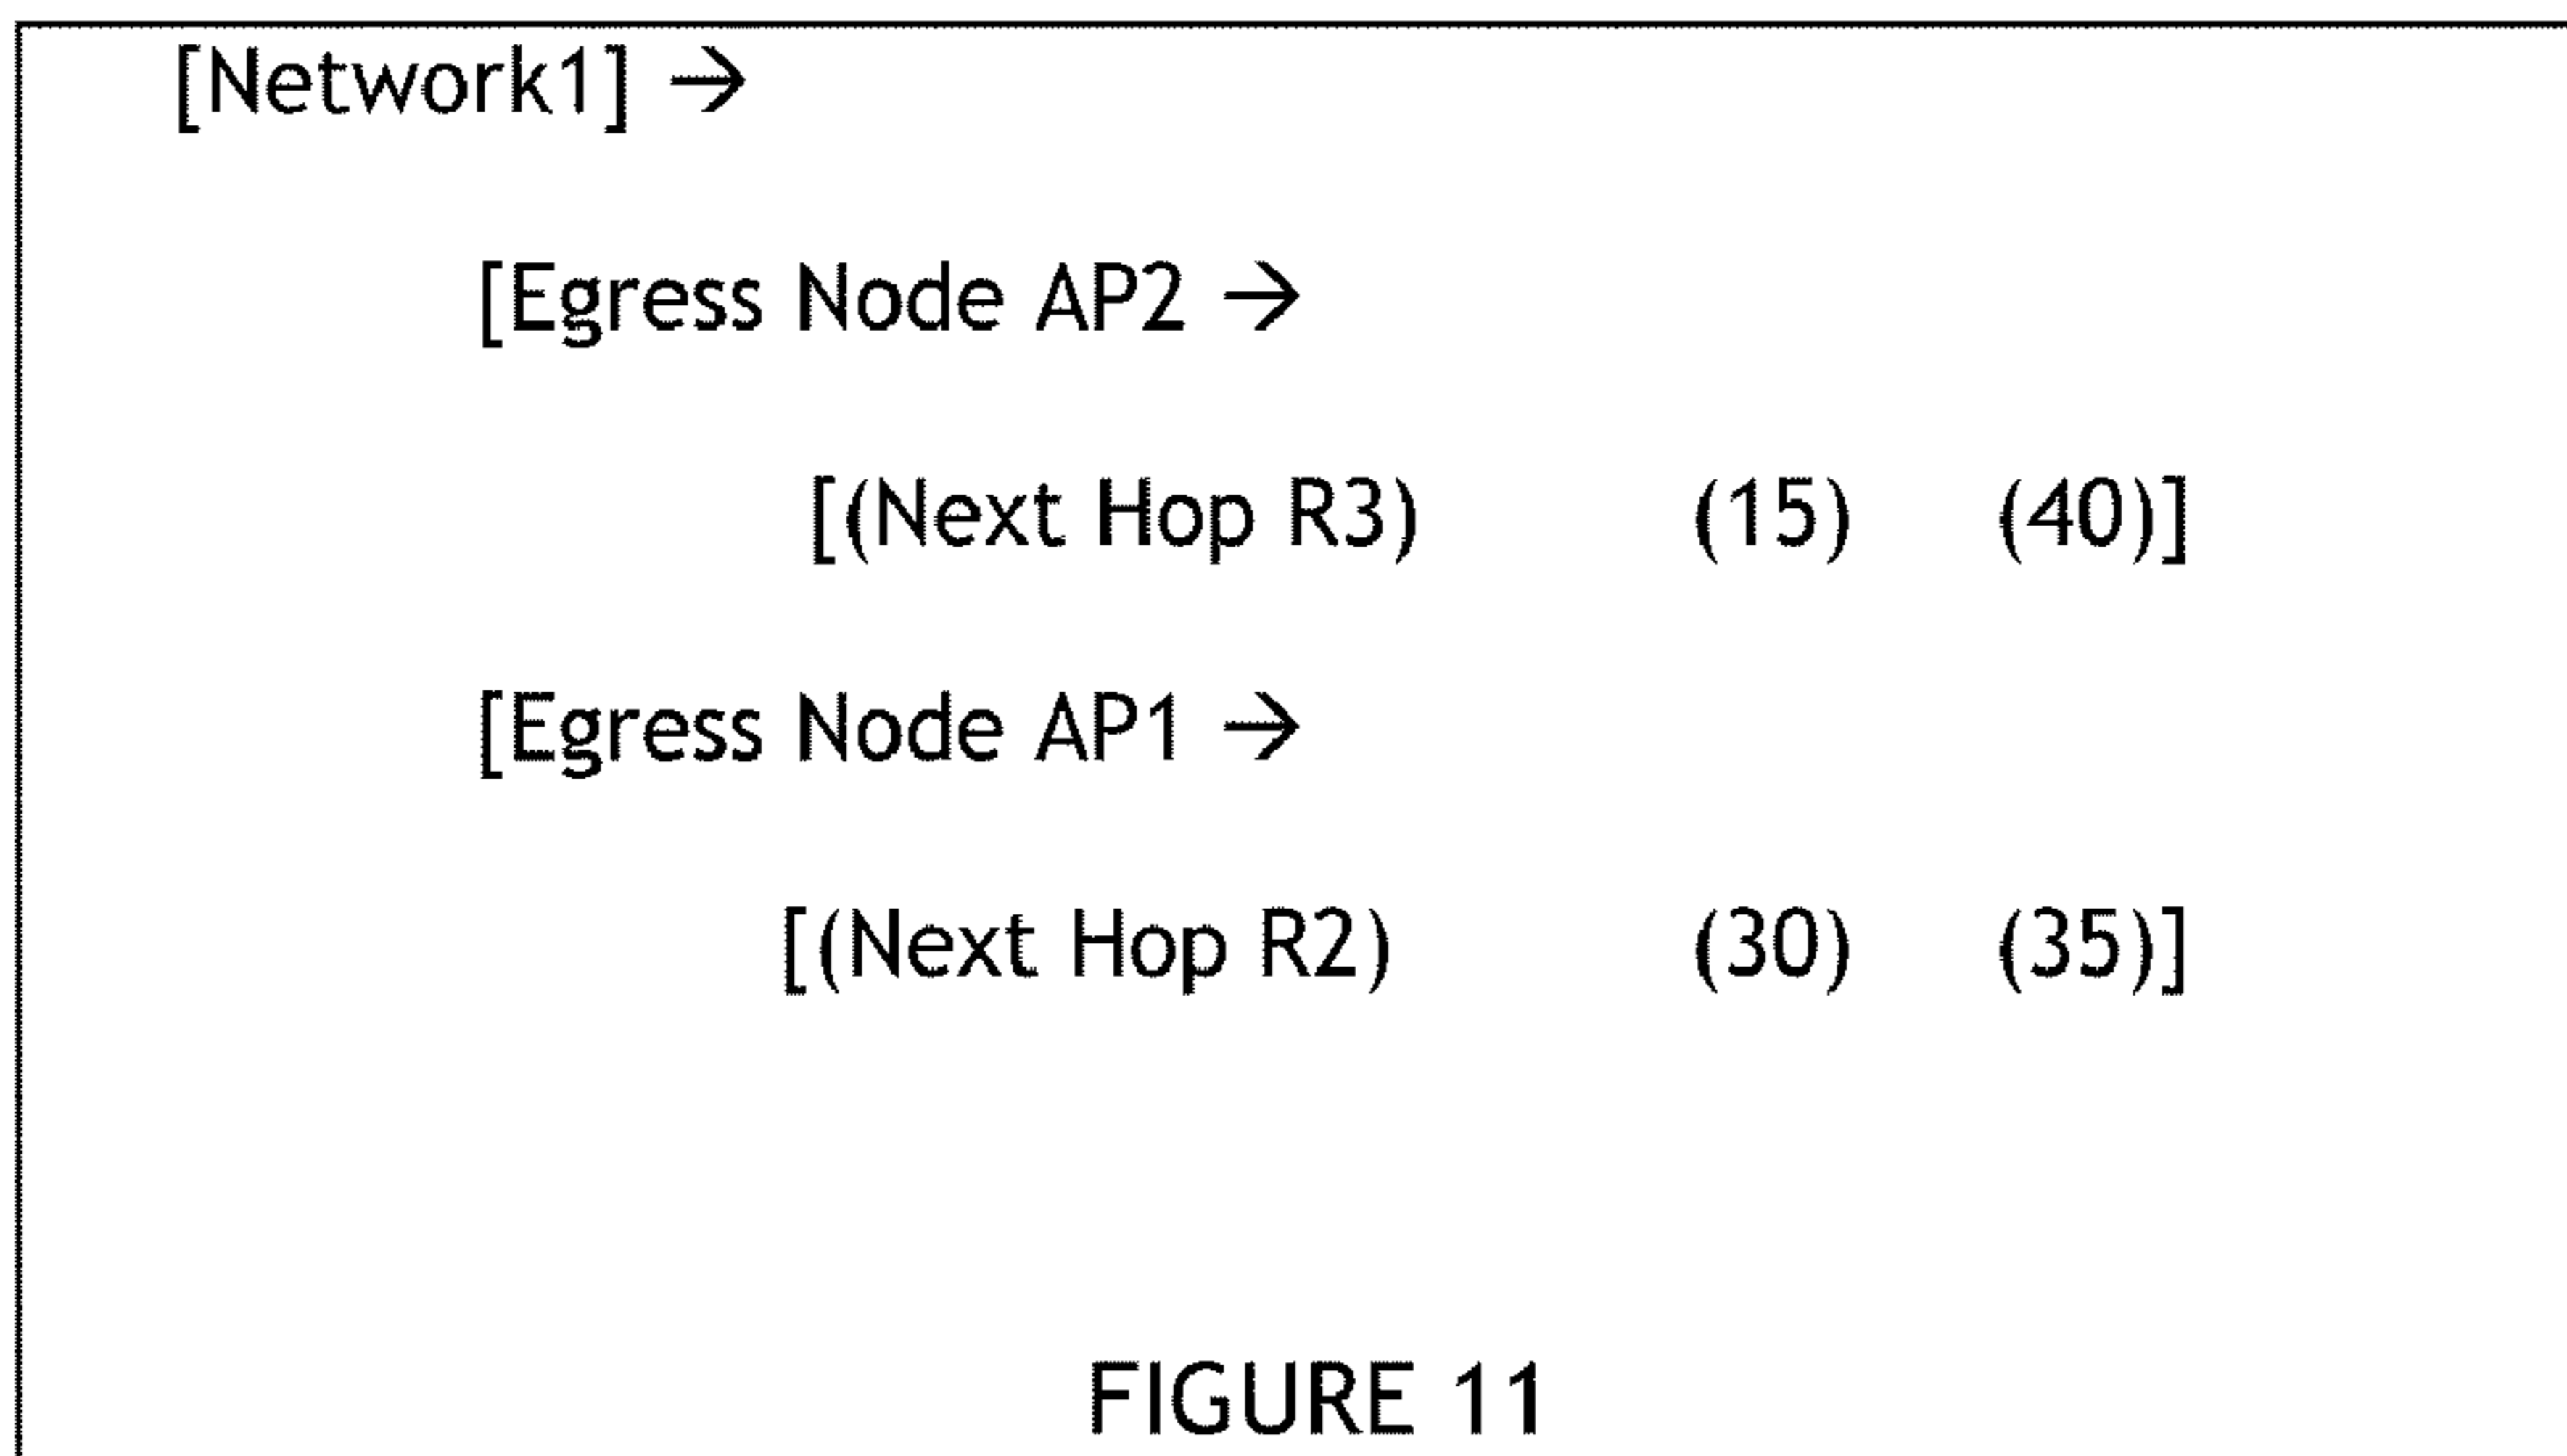 [Network1] →
[Egress Node AP2 →
[(Next Hop R3) (15) (40)]
[Egress Node AP1 →
[(Next Hop R2) (30) (35)]
FIGURE 11